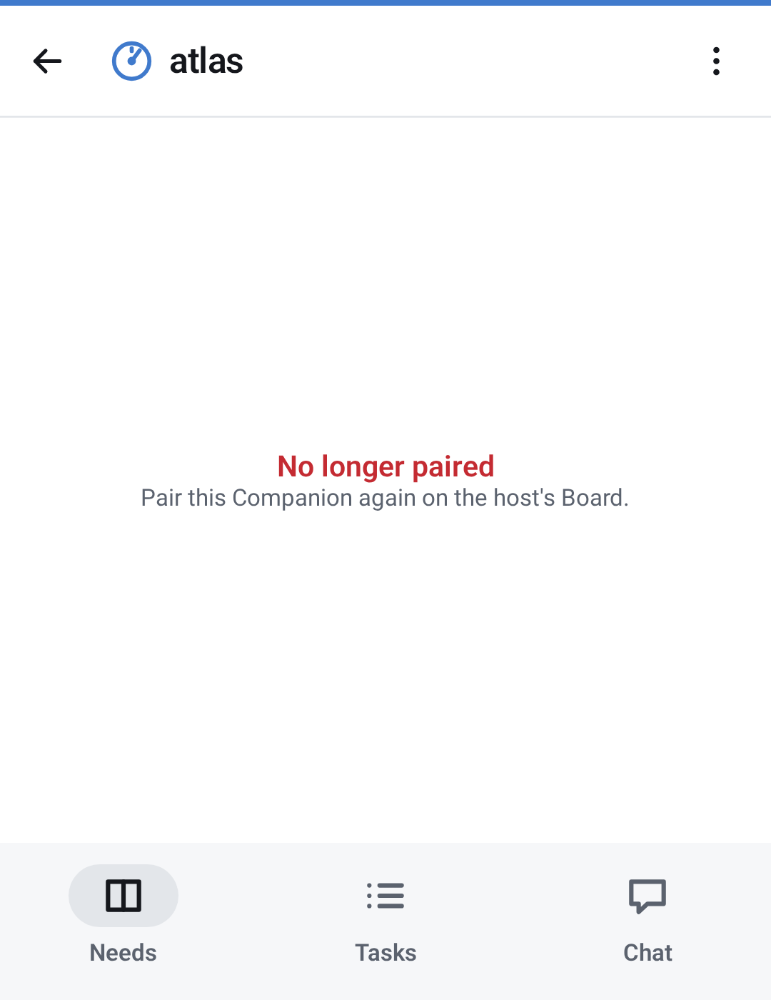 atlas
No longer paired
Pair this Companion again on the host's Board.
Needs
Tasks
Chat